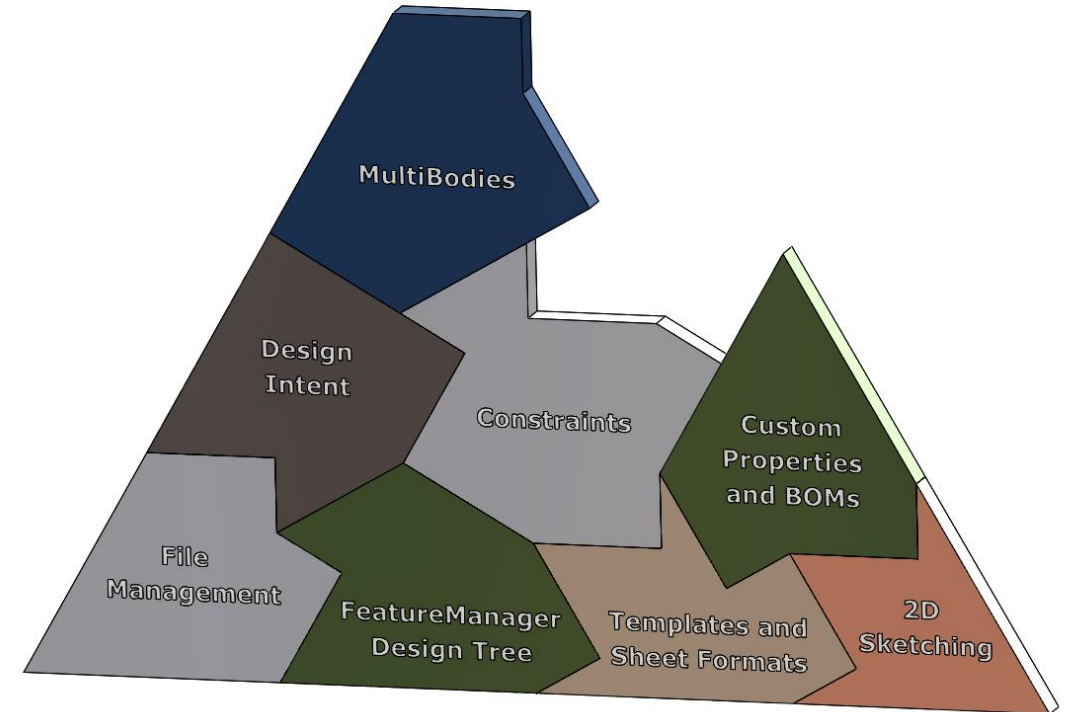 MultiBodies
Design
Intent
Constraints
Custom
Properties
and BOMs
File
Management
FeatureManager
Design Tree
Templates and
Sheet Formats
2D
Sketching